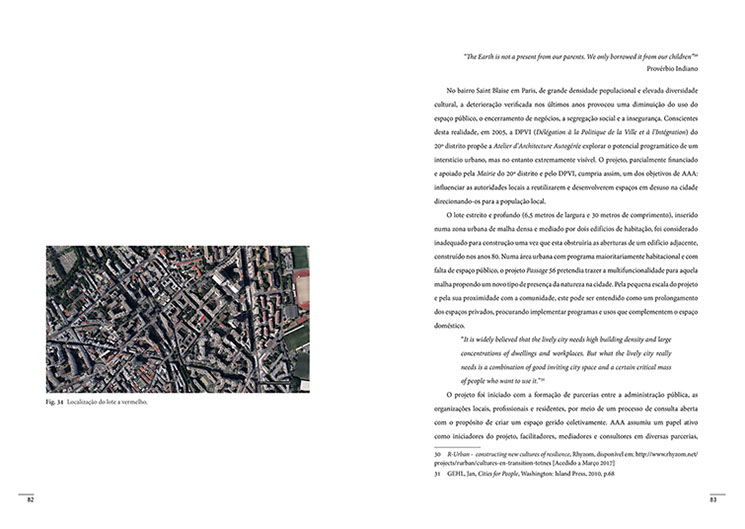 Fig. 34 Localização do lote a vermelho.
82
“The Earth is not a present from our parents. We only borrowed it from our children”³⁰
Provérbio Indiano
No bairro Saint Blaise em Paris, de grande densidade populacional e elevada diversidade
cultural, a deterioração verificada nos últimos anos provocou uma diminuição do uso do
espaço público, o encerramento de negócios, a segregação social e a insegurança. Conscientes
desta realidade, em 2005, a DPVI (Délégation à la Politique de la Ville et à l’Intégration) do
20º distrito propõe a Atelier d’Architecture Autogérée explorar o potencial programático de um
interstício urbano, mas no entanto extremamente visível. O projeto, parcialmente financiado
e apoiado pela Mairie do 20º distrito e pelo DPVI, cumpria assim, um dos objetivos de AAA:
influenciar as autoridades locais a reutilizarem e desenvolverem espaços em desuso na cidade
direcionando-os para a população local.
O lote estreito e profundo (6,5 metros de largura e 30 metros de comprimento), inserido
numa zona urbana de malha densa e mediado por dois edifícios de habitação, foi considerado
inadequado para construção uma vez que esta obstruiria as aberturas de um edifício adjacente,
construído nos anos 80. Numa área urbana com programa maioritariamente habitacional e com
falta de espaço público, o projeto Passage 56 pretendia trazer a multifuncionalidade para aquela
malha propondo um novo tipo de presença da natureza na cidade. Pela pequena escala do projeto
e pela sua proximidade com a comunidade, este pode ser entendido como um prolongamento
dos espaços privados, procurando implementar programas e usos que complementem o espaço
doméstico.
“It is widely believed that the lively city needs high building density and large
concentrations of dwellings and workplaces. But what the lively city really
needs is a combination of good inviting city space and a certain critical mass
of people who want to use it.”³¹
O projeto foi iniciado com a formação de parcerias entre a administração pública, as
organizações locais, profissionais e residentes, por meio de um processo de consulta aberta
com o propósito de criar um espaço gerido coletivamente. AAA assumiu um papel ativo
como iniciadores do projeto, facilitadores, mediadores e consultores em diversas parcerias,
30 R-Urban – constructing new cultures of resilience, Rhyzom, disponível em: http://www.rhyzom.net/
projects/rurban/cultures-en-transition-totnes [Acedido a Março 2017]
31 GEHL, Jan, Cities for People, Washington: Island Press, 2010, p.68
83